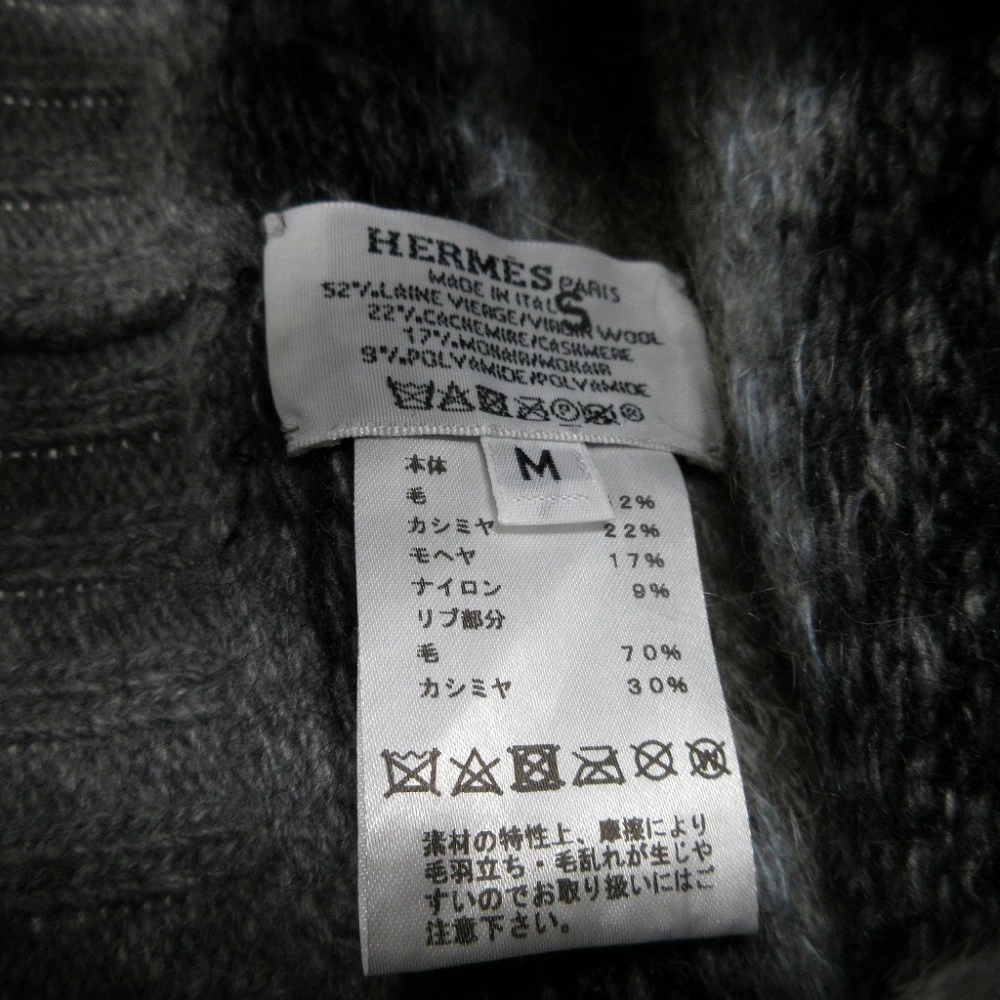 HERMÈS PARIS
MADE IN ITAL
S
52%LAINE VIERGE/VIRGIN WOOL
22%CACHEMIRE/CASHMERE
17%MOHAIR/MOHAIR
9%POLYAMIDE/POLYAMIDE
P
M
本体
毛 2%
カシミヤ 22%
モヘヤ 17%
ナイロン 9%
リブ部分
毛 70%
カシミヤ 30%
W
素材の特性上、摩擦により
毛羽立ち・毛乱れが生じや
すいのでお取り扱いにはご
注意下さい。